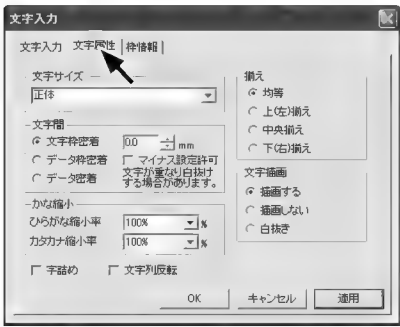 文字入力
文字入力 文字属性 枠情報
文字サイズ
正体
文字間
文字枠密着 0.0 mm
データ枠密着 マイナス設定許可
データ密着 文字が重なり白抜け
する場合があります。
かな縮小
ひらがな縮小率 100% %
カタカナ縮小率 100% %
字詰め 文字列反転
揃え
均等
上(左)揃え
中央揃え
下(右)揃え
文字描画
描画する
描画しない
白抜き
OK キャンセル 適用